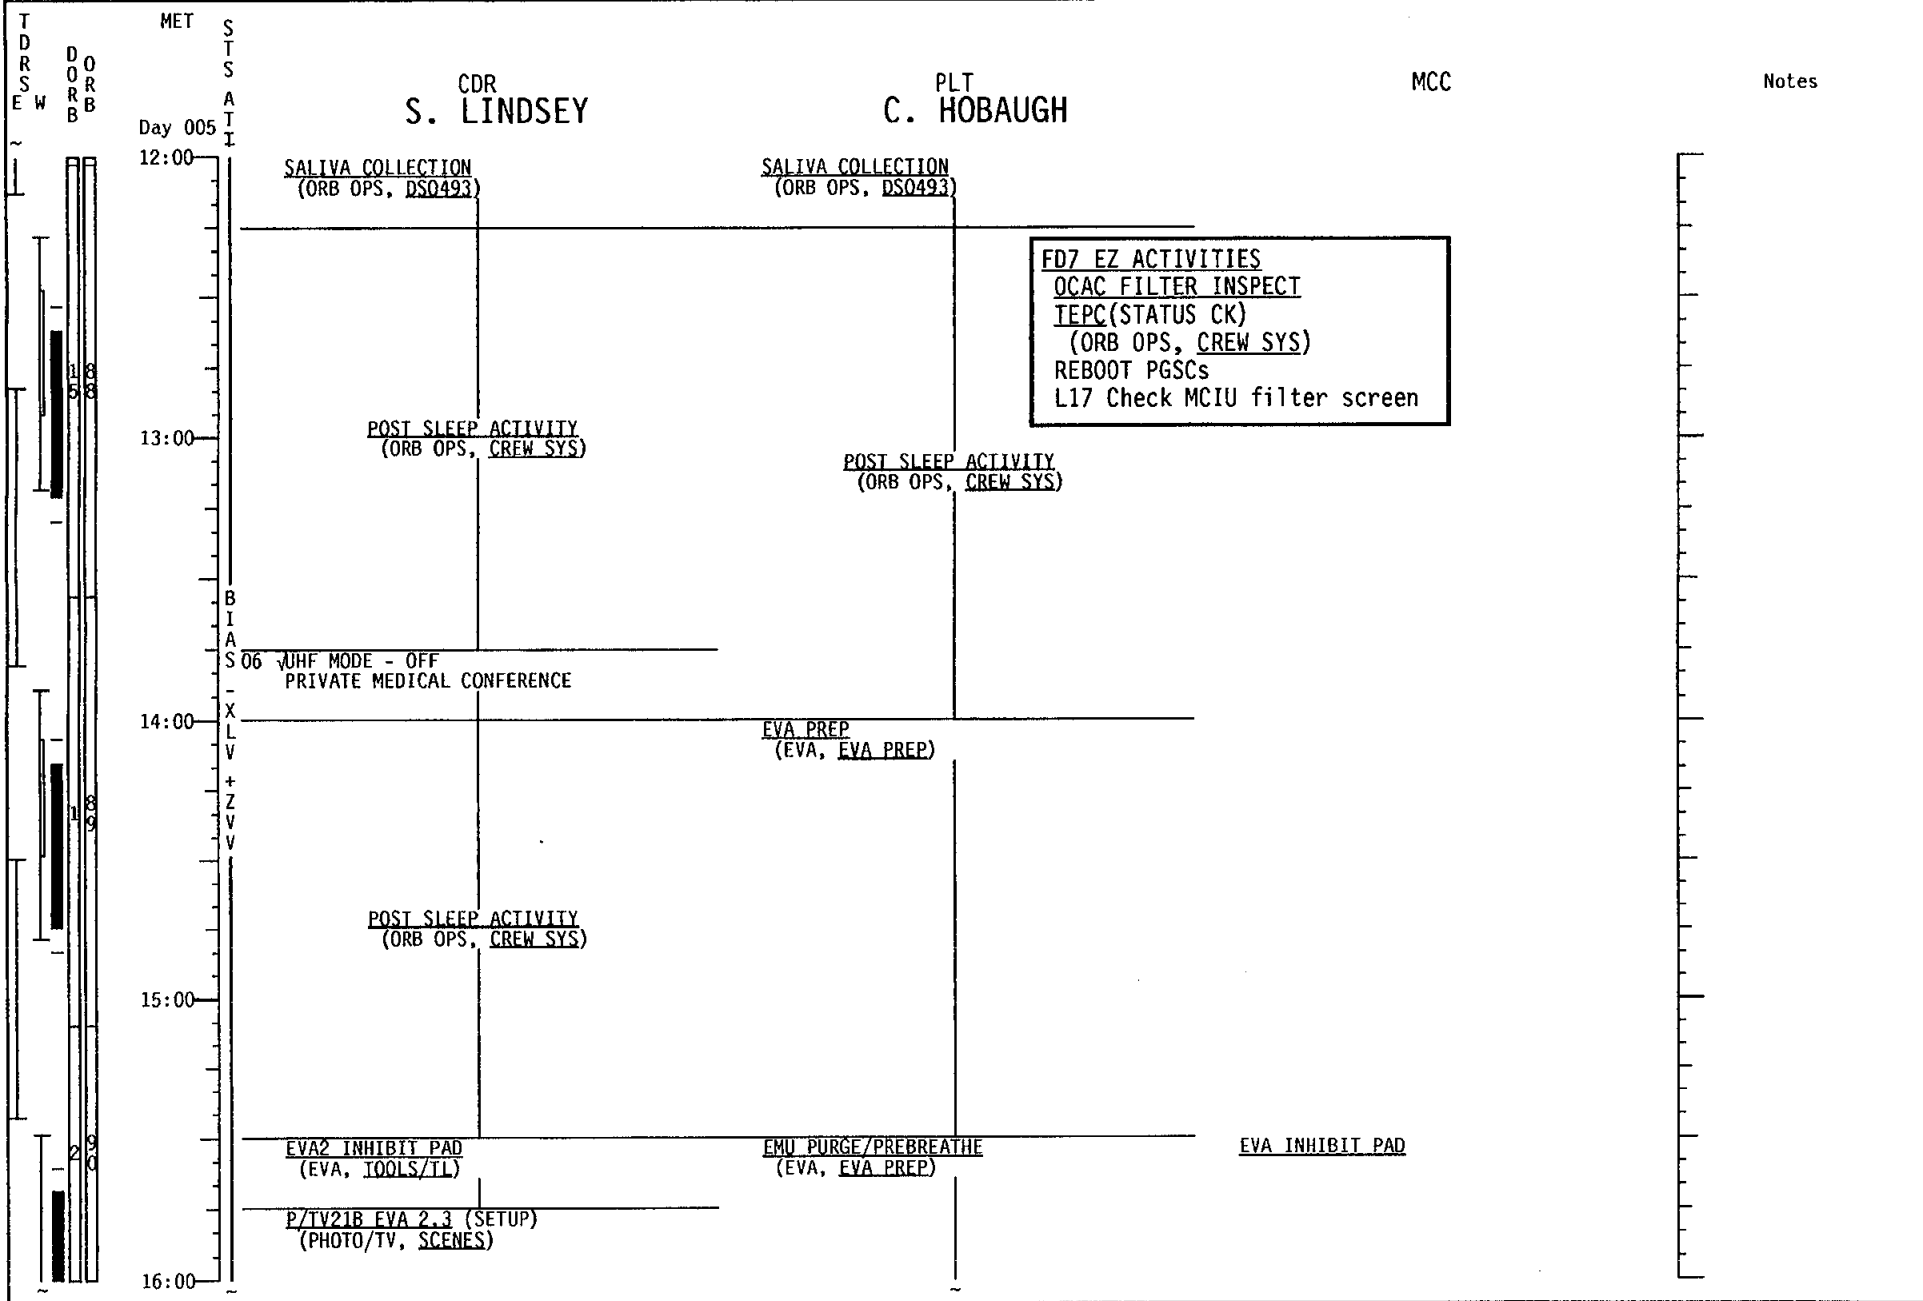 TDRS
E W
DORB
ORB
MET
STS ATT
CDR
S. LINDSEY
PLT
C. HOBAUGH
MCC
Notes
Day 005
~
12:00
SALIVA COLLECTION
(ORB OPS, DSO493)
SALIVA COLLECTION
(ORB OPS, DSO493)
FD7 EZ ACTIVITIES
OCAC FILTER INSPECT
TEPC(STATUS CK)
(ORB OPS, CREW SYS)
REBOOT PGSCs
L17 Check MCIU filter screen
15
88
13:00
POST SLEEP ACTIVITY
(ORB OPS, CREW SYS)
POST SLEEP ACTIVITY
(ORB OPS, CREW SYS)
BIAS -XLV +ZVV
06 √UHF MODE - OFF
PRIVATE MEDICAL CONFERENCE
14:00
EVA PREP
(EVA, EVA PREP)
1
89
POST SLEEP ACTIVITY
(ORB OPS, CREW SYS)
15:00
2
90
EVA2 INHIBIT PAD
(EVA, TOOLS/TL)
EMU PURGE/PREBREATHE
(EVA, EVA PREP)
EVA INHIBIT PAD
P/TV21B EVA 2,3 (SETUP)
(PHOTO/TV, SCENES)
16:00
~ ~ ~